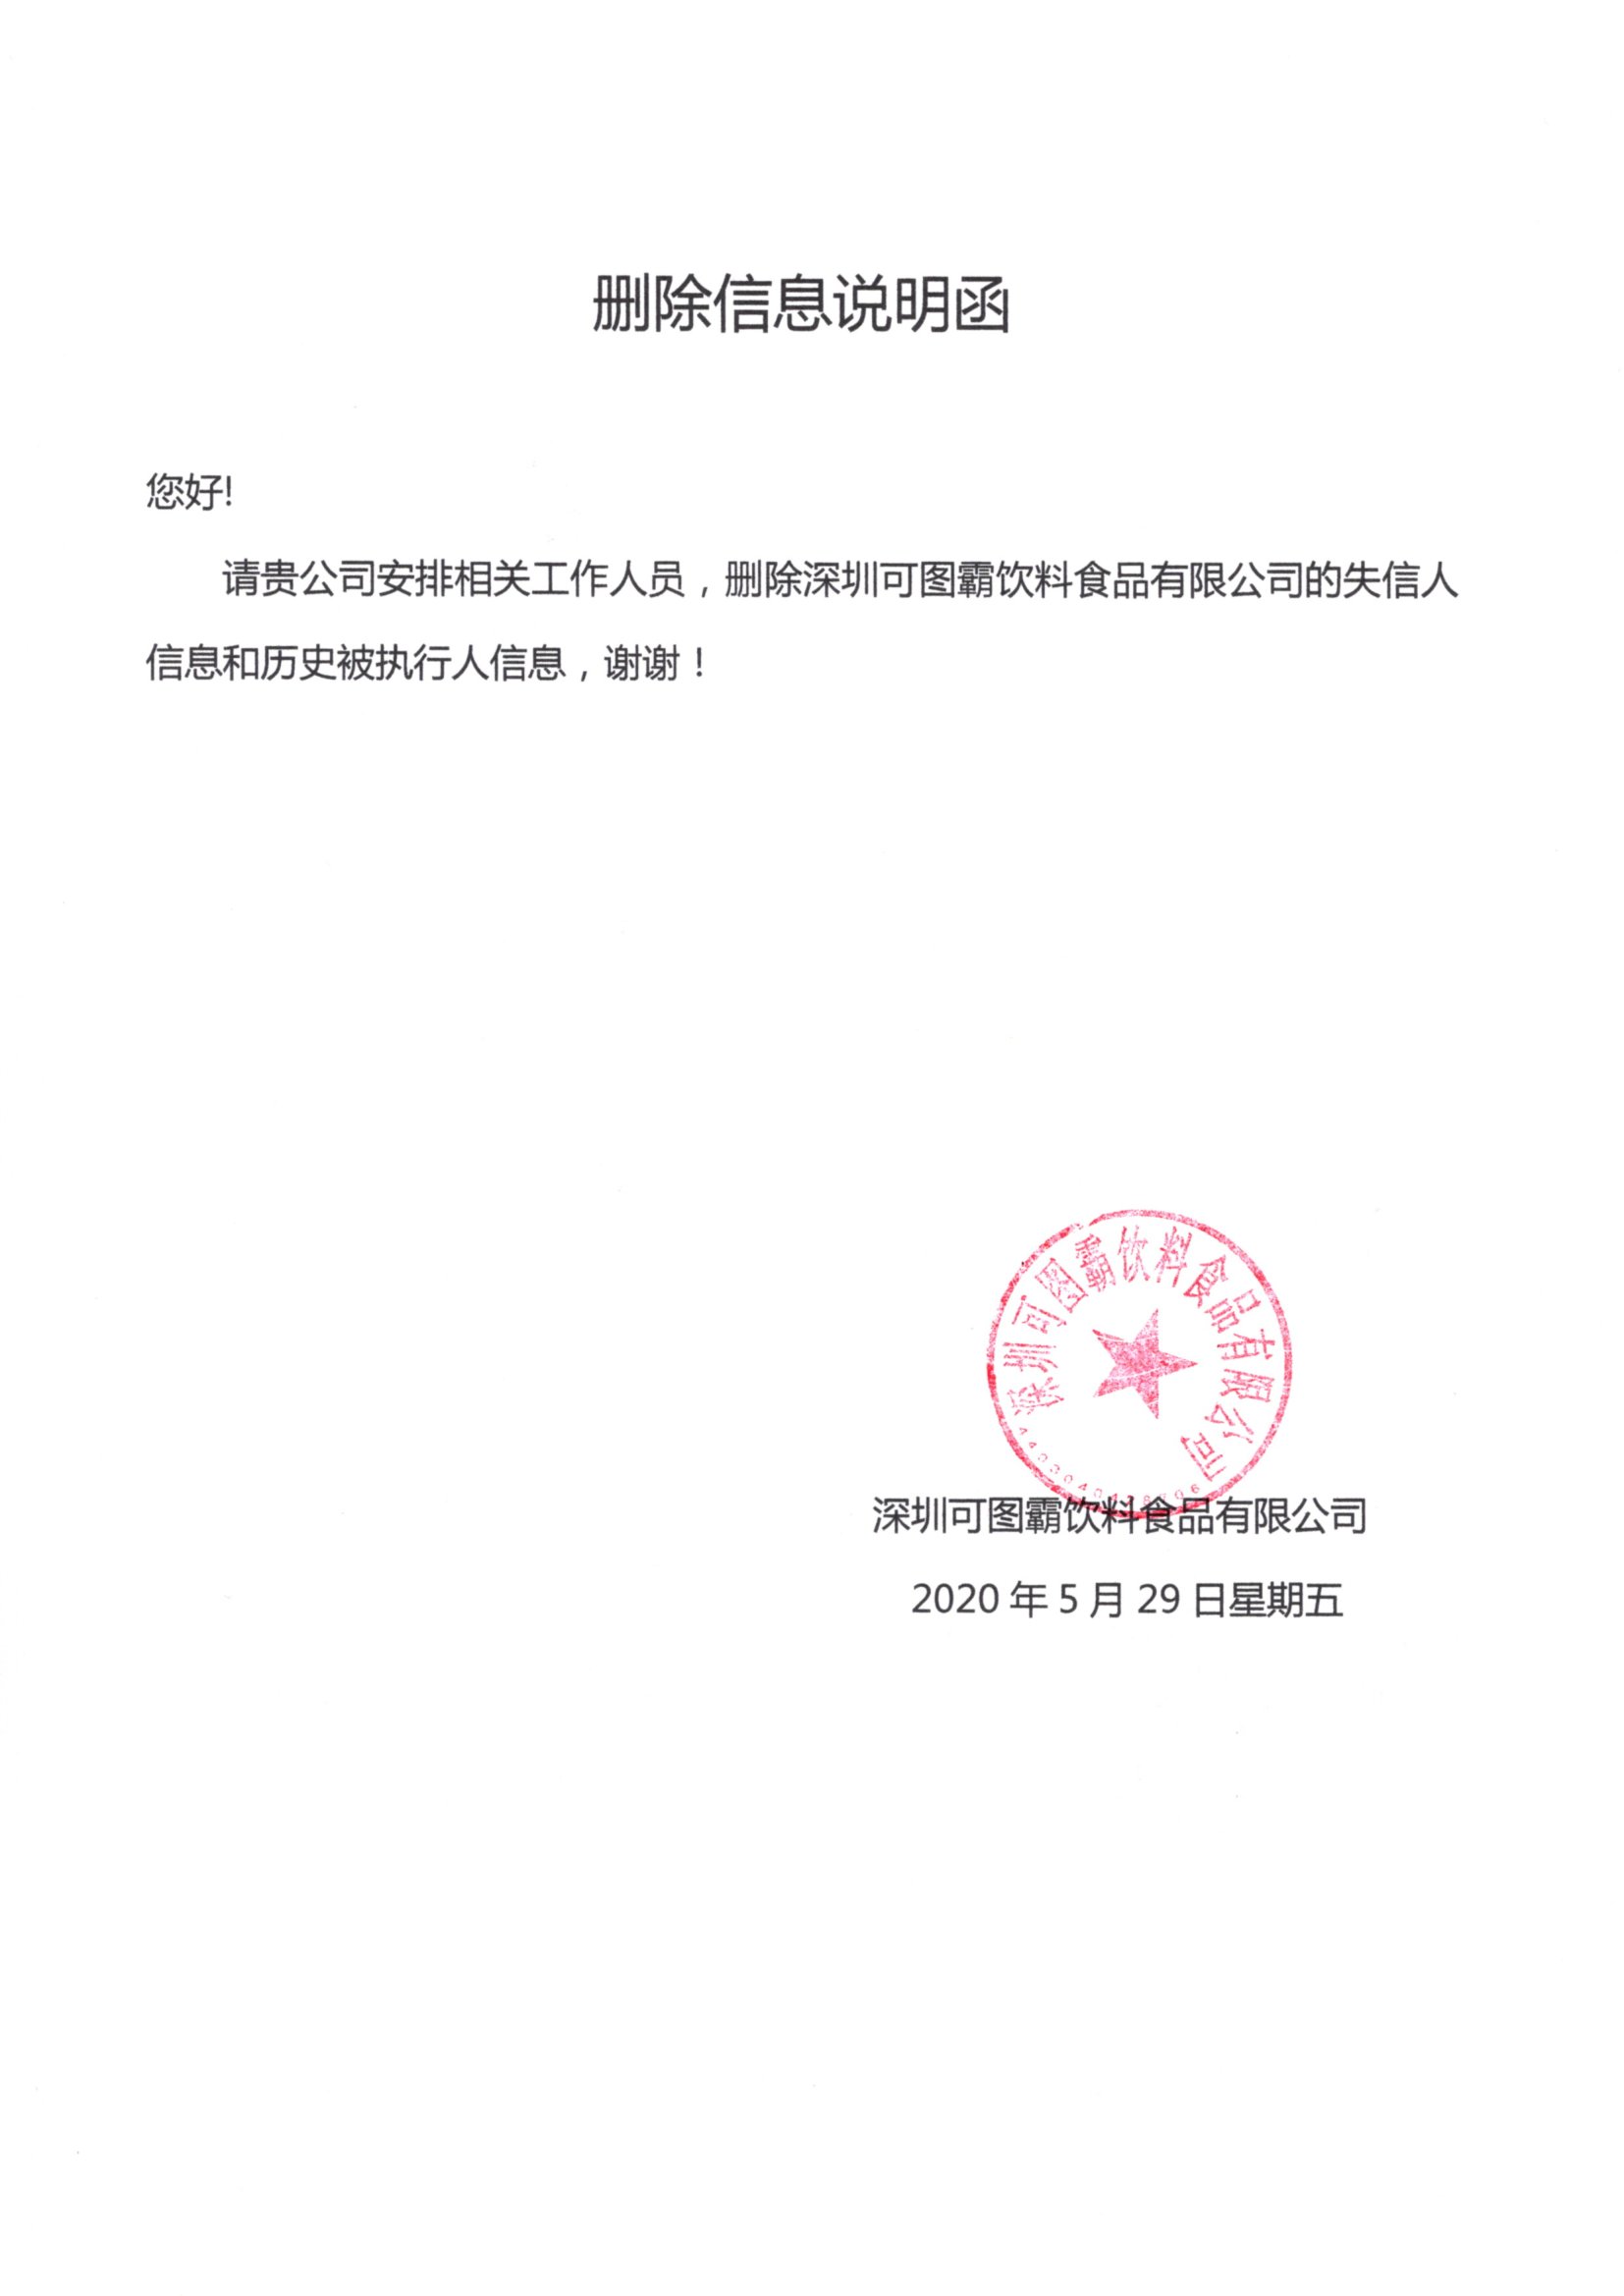 删除信息说明函
您好!
请贵公司安排相关工作人员，删除深圳可图霸饮料食品有限公司的失信人
信息和历史被执行人信息，谢谢！
深圳可图霸饮料食品有限公司
深圳可图霸饮料食品有限公司
2020 年 5 月 29 日星期五